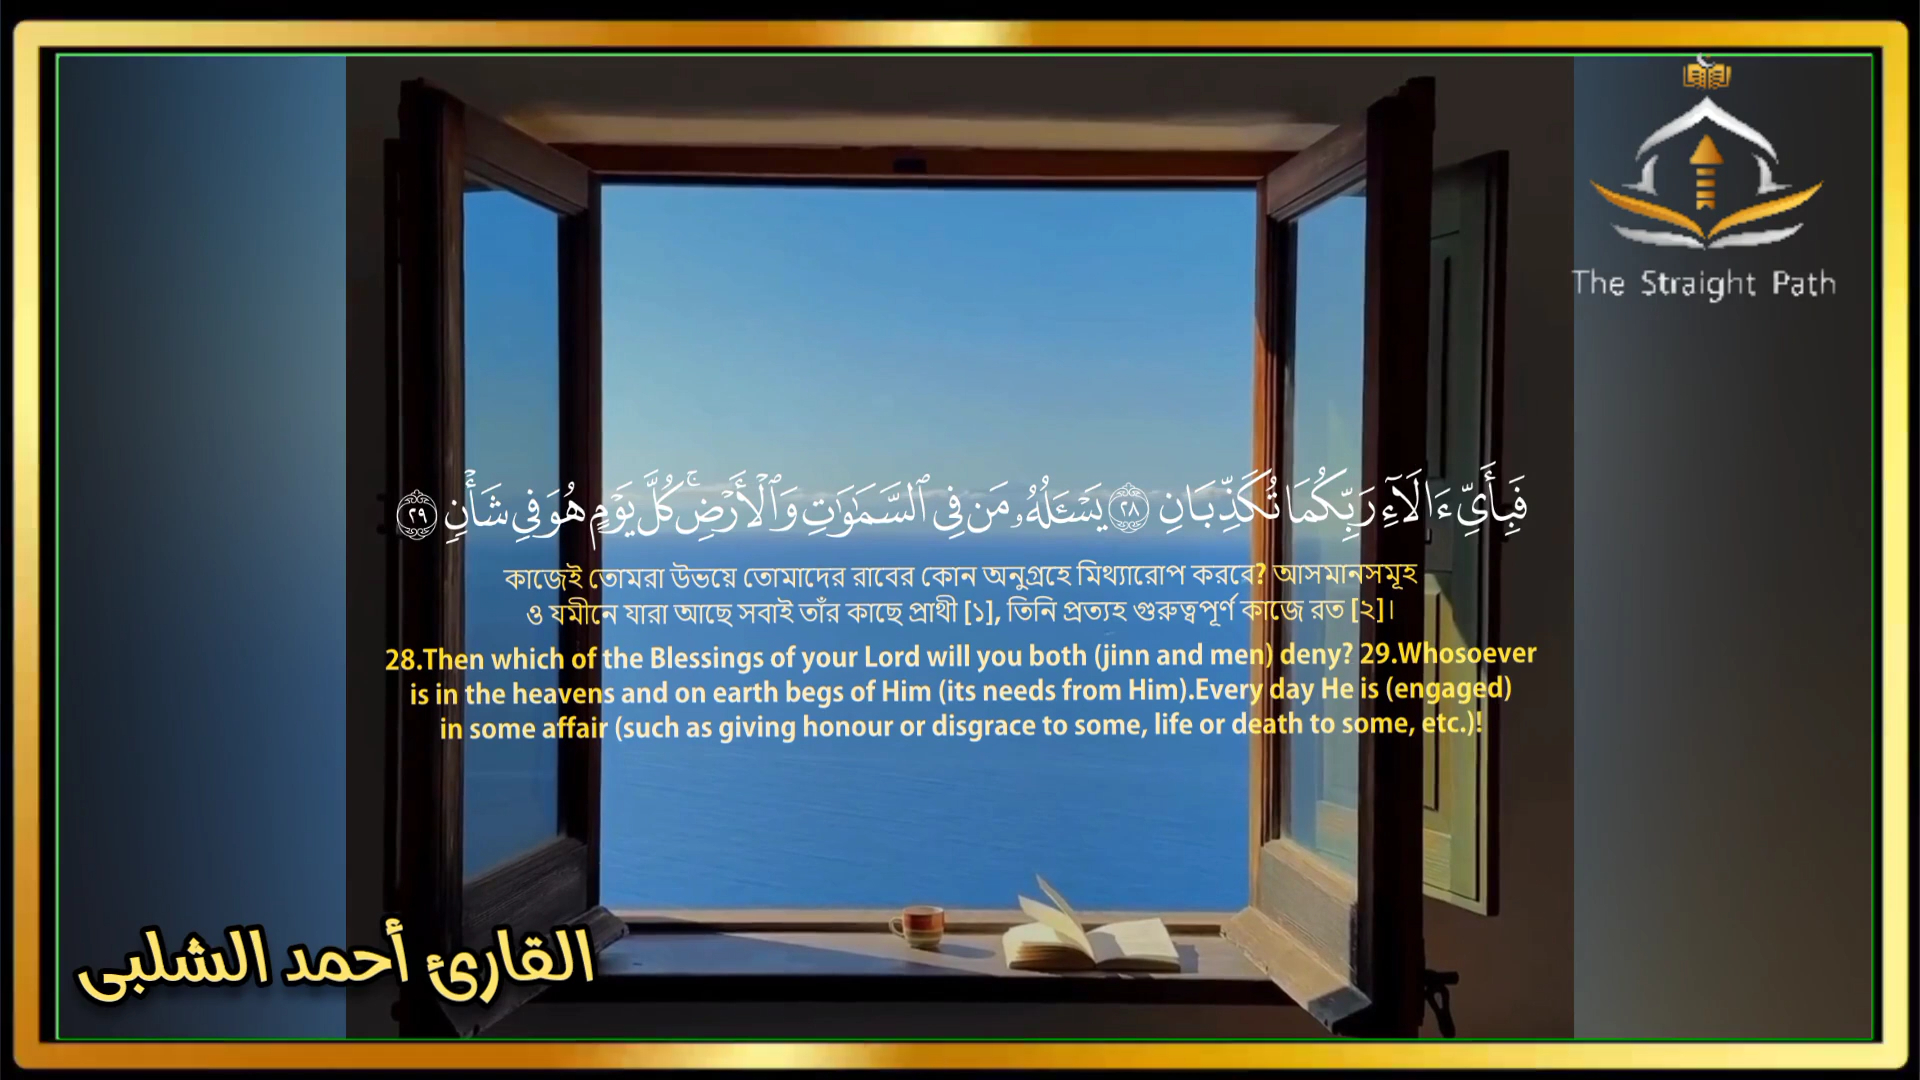 The Straight Path
فَبِأَيِّ ءَالَآءِ رَبِّكُمَا تُكَذِّبَانِ ٢٨ يَسْـَٔلُهُۥ مَن فِى ٱلسَّمَـٰوَٰتِ وَٱلْأَرْضِ ۚ كُلَّ يَوْمٍ هُوَ فِى شَأْنٍ ٢٩
কাজেই তোমরা উভয়ে তোমাদের রাবের কোন অনুগ্রহে মিথ্যারোপ করবে? আসমানসমূহ
ও যমীনে যারা আছে সবাই তাঁর কাছে প্রাথী [১], তিনি প্রত্যহ গুরুত্বপূর্ণ কাজে রত [২]।
28.Then which of the Blessings of your Lord will you both (jinn and men) deny? 29.Whosoever
is in the heavens and on earth begs of Him (its needs from Him).Every day He is (engaged)
in some affair (such as giving honour or disgrace to some, life or death to some, etc.)!
القارئ أحمد الشلبي